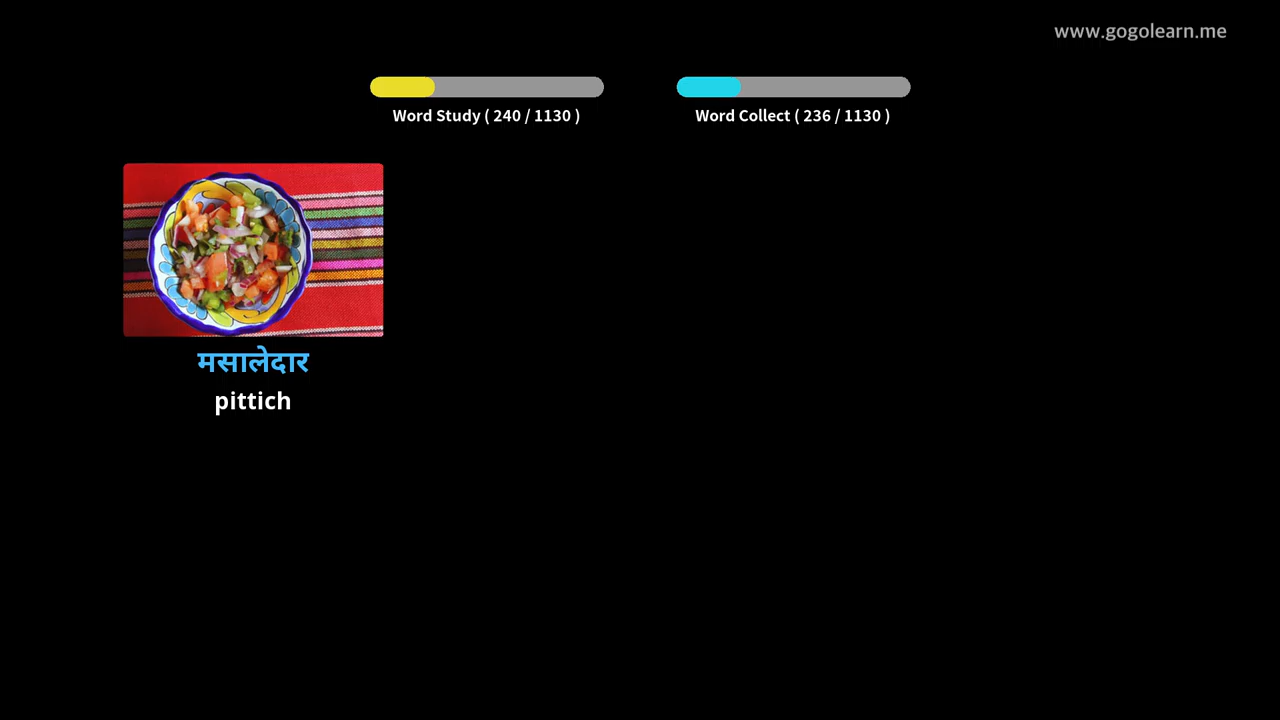 www.gogolearn.me
Word Study ( 240 / 1130 )
Word Collect ( 236 / 1130 )
मसालेदार
pittich